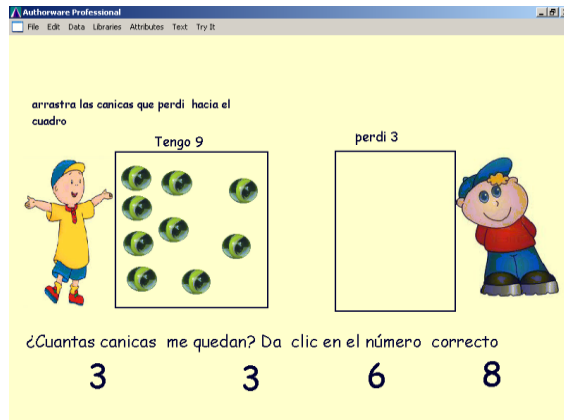 Authorware Professional
File Edit Data Libraries Attributes Text Try It
arrastra las canicas que perdi hacia el
cuadro
Tengo 9
perdi 3
¿Cuantas canicas me quedan? Da clic en el número correcto
3 3 6 8